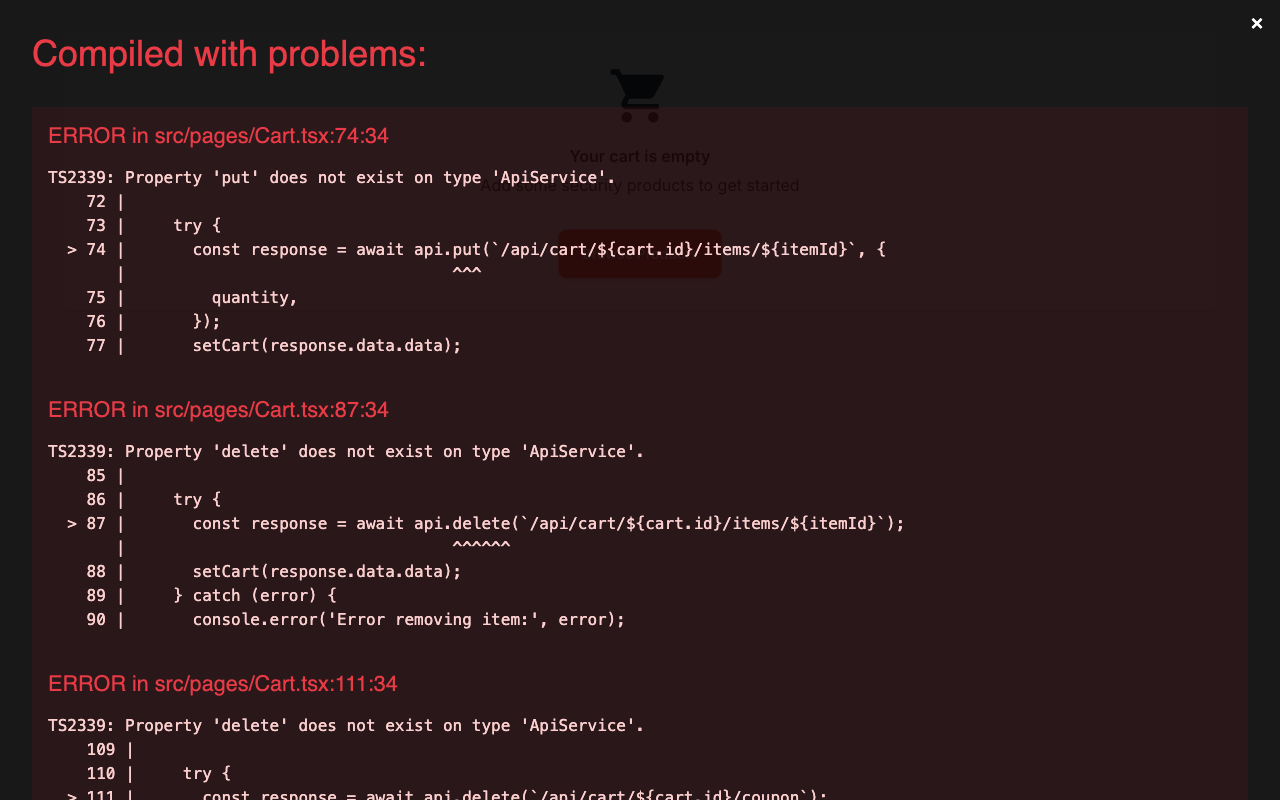 ×
Compiled with problems:
ERROR in src/pages/Cart.tsx:74:34
Your cart is empty
TS2339: Property 'put' does not exist on type 'ApiService'.
Add some security products to get started
72 |
73 |     try {
> 74 |       const response = await api.put(`/api/cart/${cart.id}/items/${itemId}`, {
|                                  ^^^
75 |         quantity,
76 |       });
77 |       setCart(response.data.data);
ERROR in src/pages/Cart.tsx:87:34
TS2339: Property 'delete' does not exist on type 'ApiService'.
85 |
86 |     try {
> 87 |       const response = await api.delete(`/api/cart/${cart.id}/items/${itemId}`);
|                                  ^^^^^^
88 |       setCart(response.data.data);
89 |     } catch (error) {
90 |       console.error('Error removing item:', error);
ERROR in src/pages/Cart.tsx:111:34
TS2339: Property 'delete' does not exist on type 'ApiService'.
109 |
110 |     try {
> 111 |       const response = await api.delete(`/api/cart/${cart.id}/coupon`);